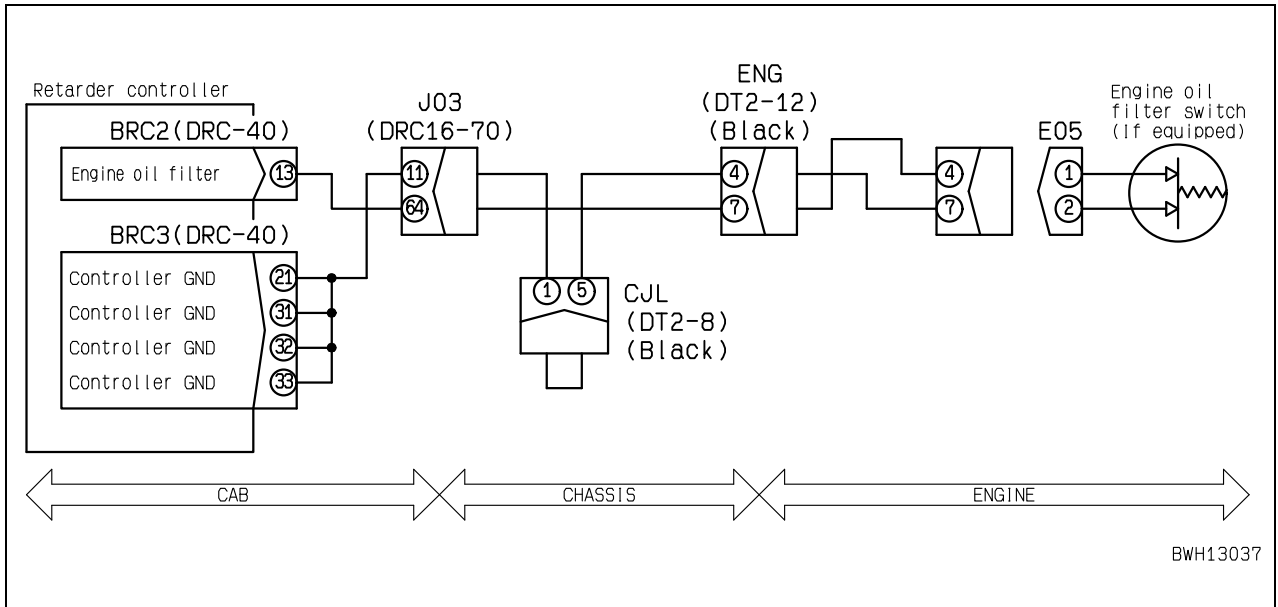 Retarder controller
BRC2(DRC-40)
Engine oil filter
13
BRC3(DRC-40)
Controller GND
21
Controller GND
31
Controller GND
32
Controller GND
33
J03
(DRC16-70)
11
64
CJL
(DT2-8)
(Black)
1
5
ENG
(DT2-12)
(Black)
4
7
4
7
E05
1
2
Engine oil
filter switch
(If equipped)
CAB
CHASSIS
ENGINE
BWH13037